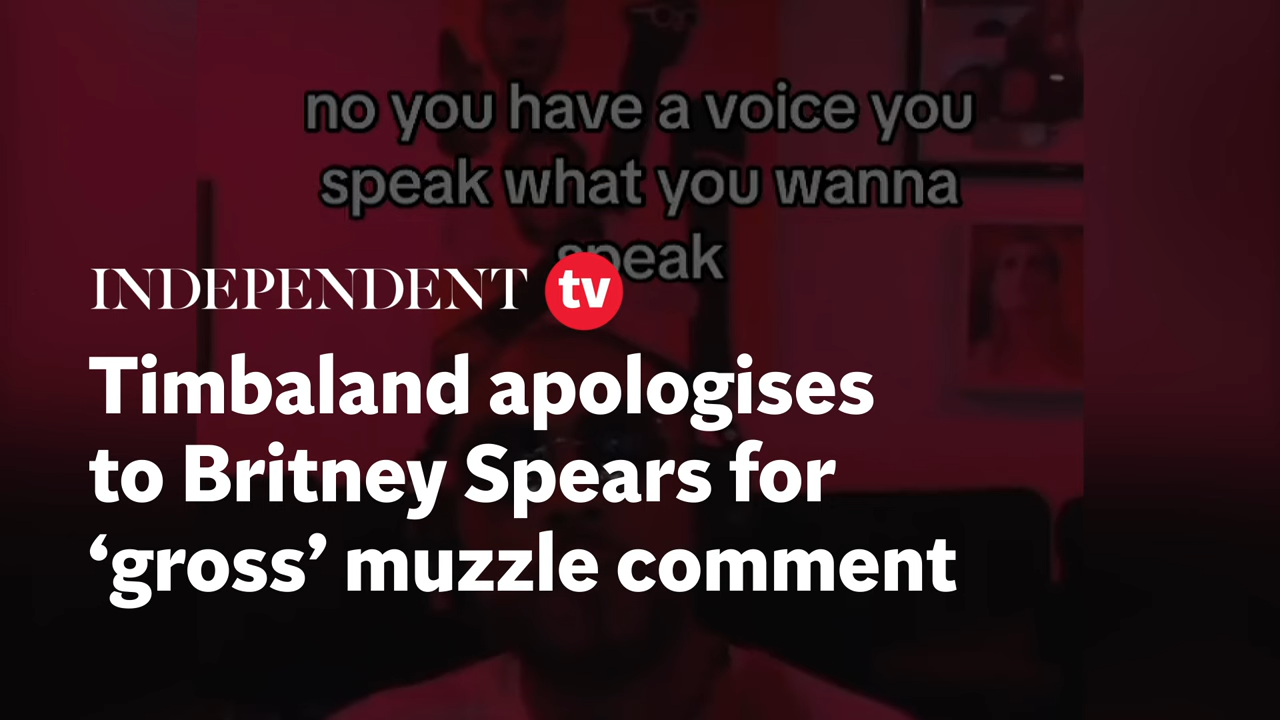 no you have a voice you
speak what you wanna
speak
INDEPENDENT tv
Timbaland apologises
to Britney Spears for
‘gross’ muzzle comment